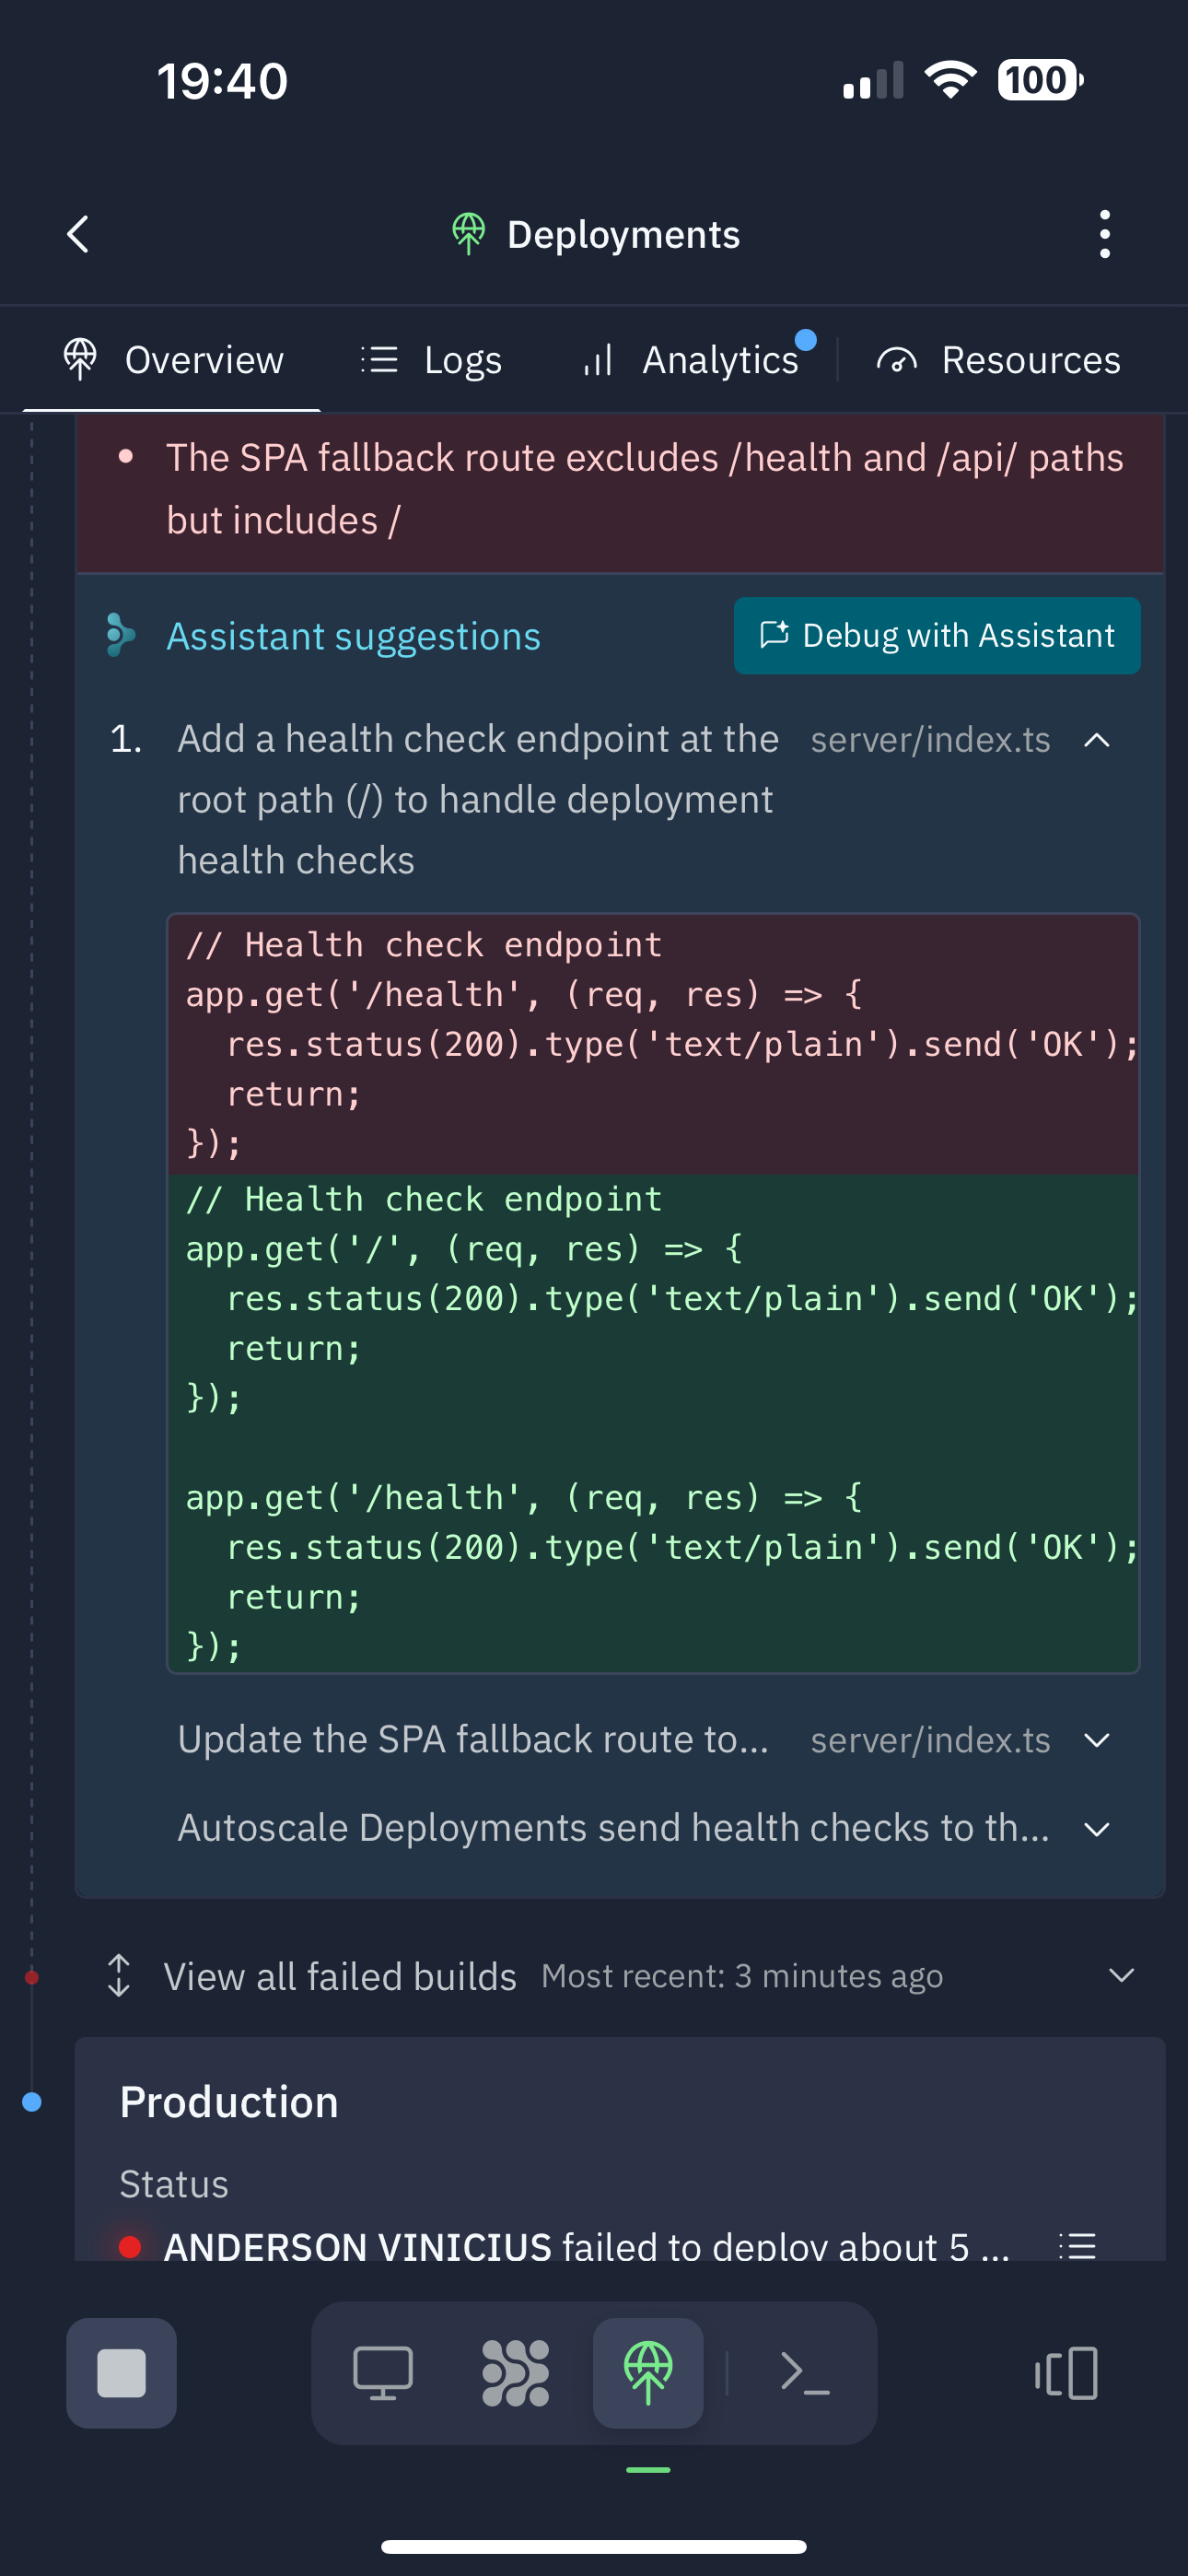 19:40
100
Deployments
Overview
Logs
Analytics
Resources
• The SPA fallback route excludes /health and /api/ paths
but includes /
Assistant suggestions
Debug with Assistant
1. Add a health check endpoint at the
root path (/) to handle deployment
health checks
server/index.ts
// Health check endpoint
app.get('/health', (req, res) => {
  res.status(200).type('text/plain').send('OK');
  return;
});
// Health check endpoint
app.get('/', (req, res) => {
  res.status(200).type('text/plain').send('OK');
  return;
});

app.get('/health', (req, res) => {
  res.status(200).type('text/plain').send('OK');
  return;
});
Update the SPA fallback route to...
server/index.ts
Autoscale Deployments send health checks to th...
View all failed builds
Most recent: 3 minutes ago
Production
Status
ANDERSON VINICIUS failed to deploy about 5 ...